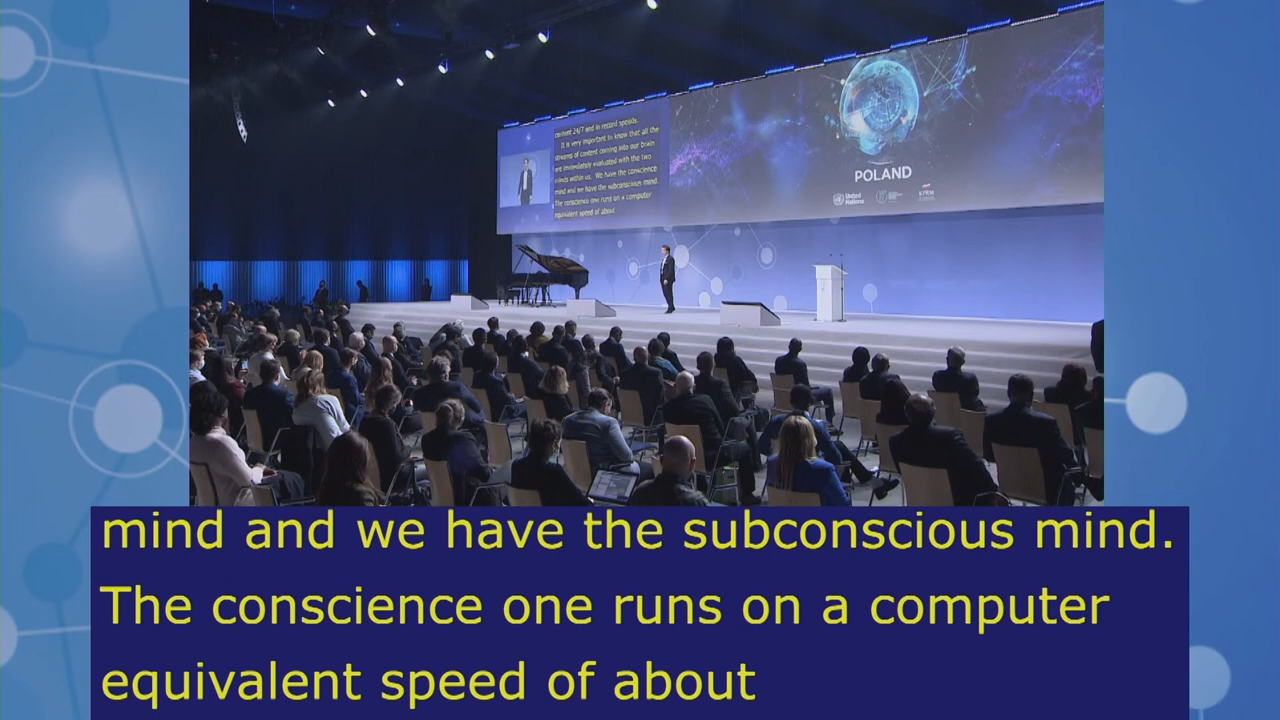 content 24/7 and in record speeds.
It is very important to know that all the
streams of content coming into our brain
are immediately evaluated with the two
minds within us. We have the conscience
mind and we have the subconscious mind.
The conscience one runs on a computer
equivalent speed of about
POLAND
United
Nations
KPRM
mind and we have the subconscious mind.
The conscience one runs on a computer
equivalent speed of about